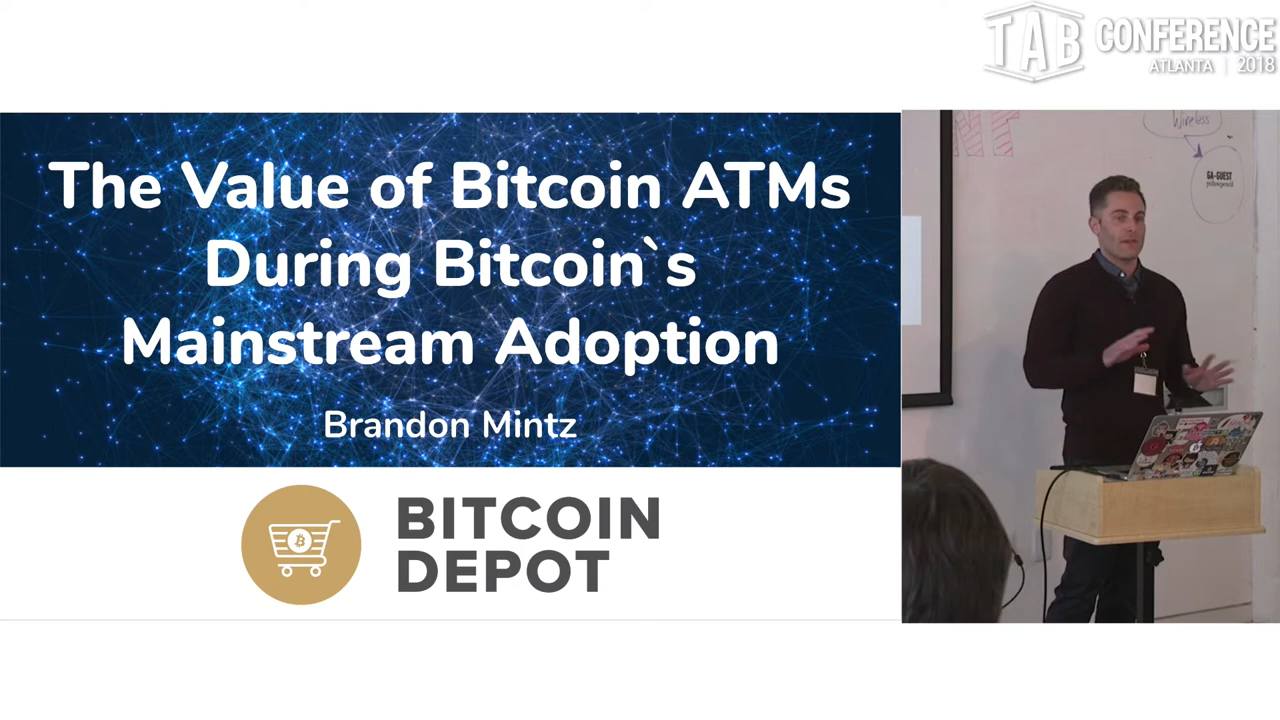 TAB CONFERENCE
ATLANTA | 2018
The Value of Bitcoin ATMs
During Bitcoin`s
Mainstream Adoption
Brandon Mintz
BITCOIN
DEPOT
Wireless
GA-GUEST
yellowpencil